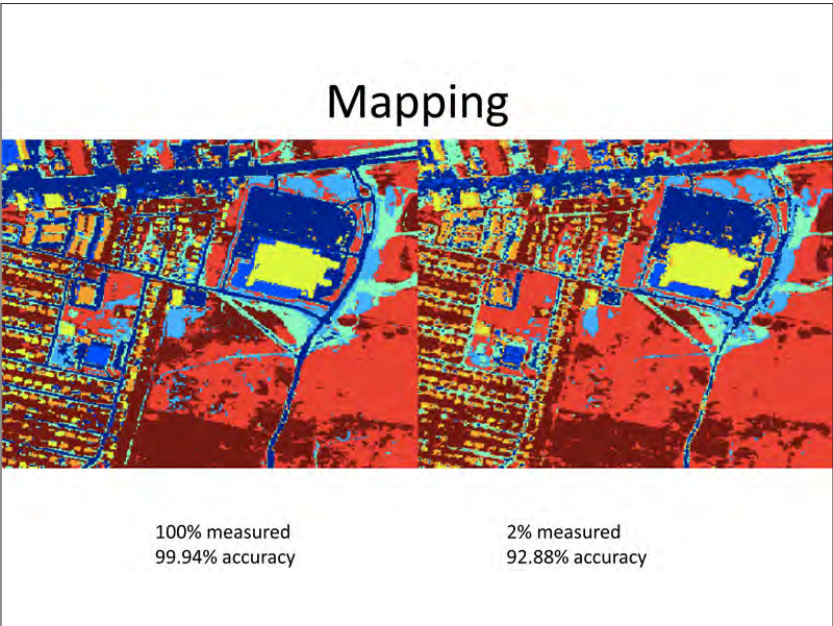 Mapping
100% measured
99.94% accuracy
2% measured
92.88% accuracy